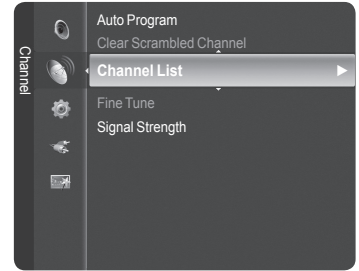 Channel
Auto Program
Clear Scrambled Channel
Channel List
Fine Tune
Signal Strength